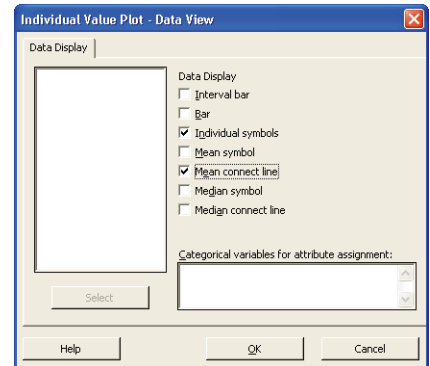 Individual Value Plot - Data View
Data Display
Data Display
Interval bar
Bar
Individual symbols
Mean symbol
Mean connect line
Median symbol
Median connect line
Categorical variables for attribute assignment:
Select
Help
OK
Cancel